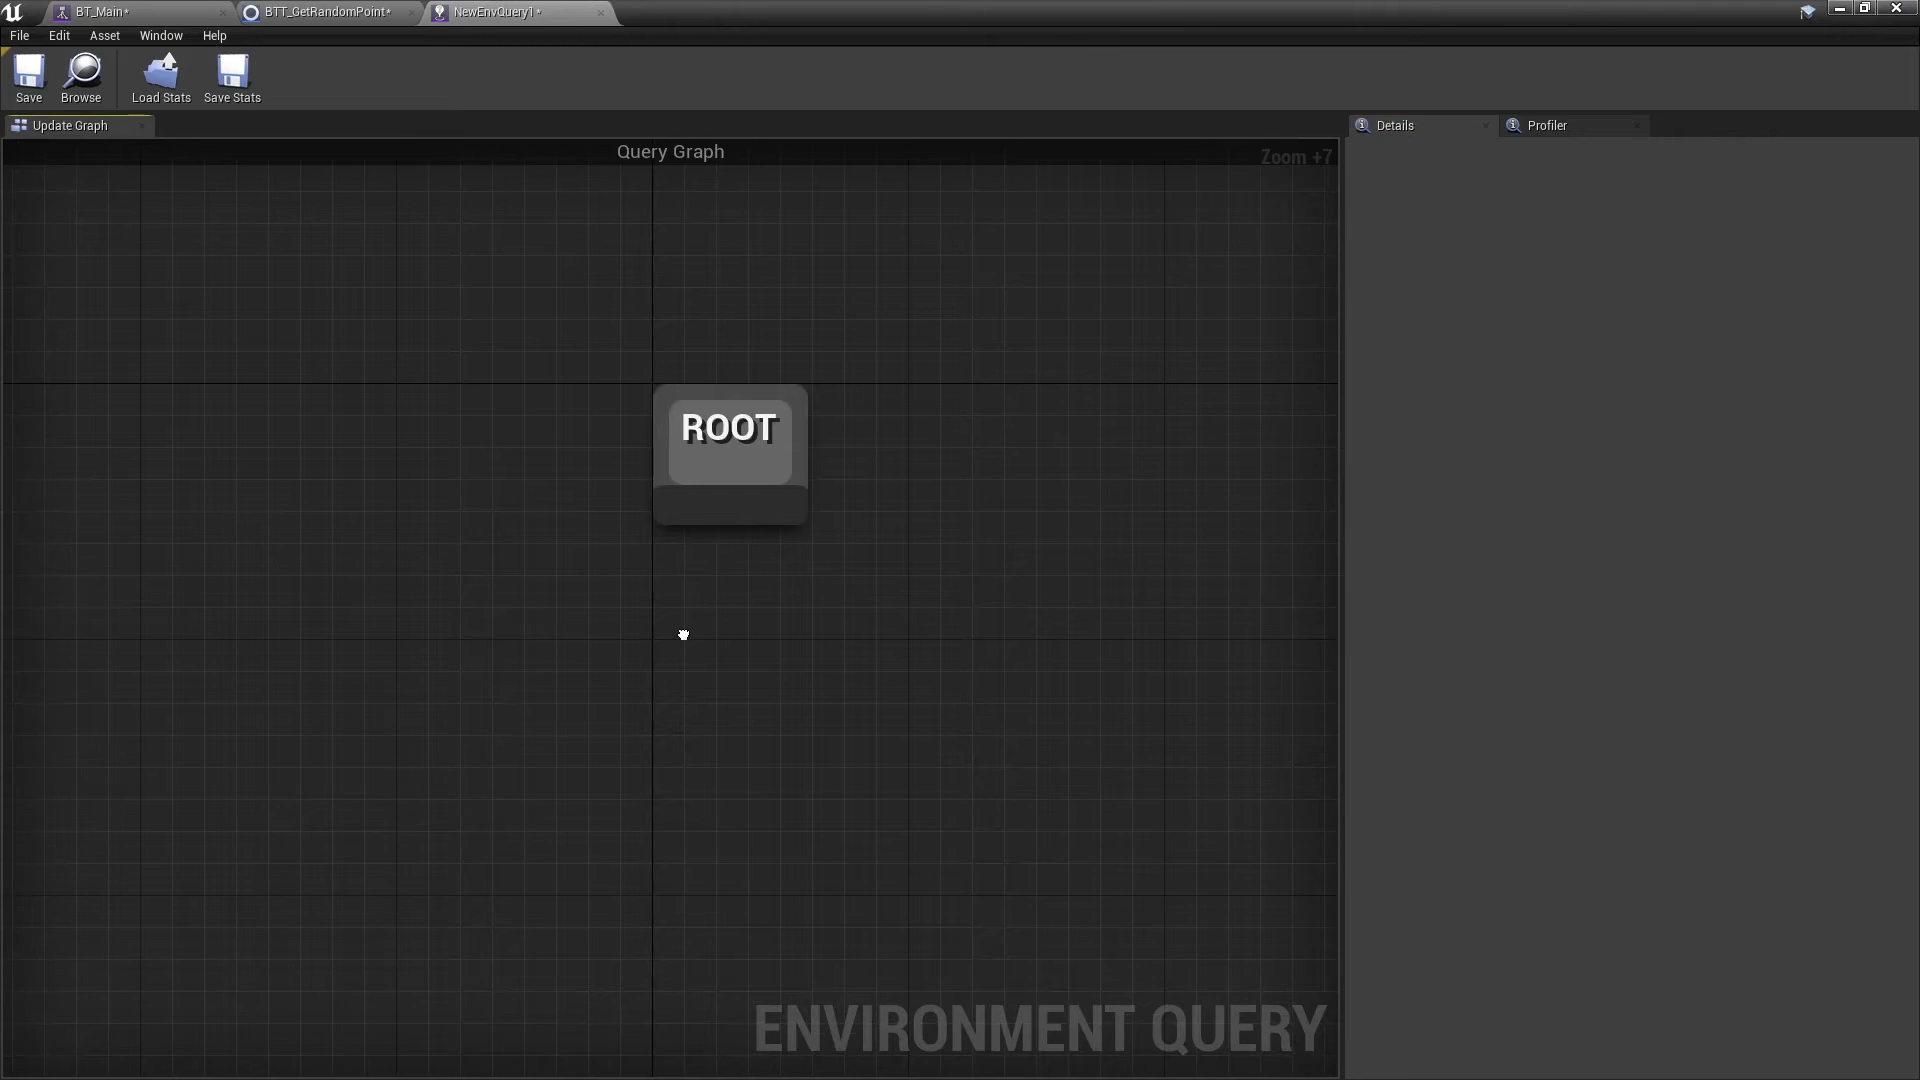 BT_Main*
BTT_GetRandomPoint*
NewEnvQuery1*
File Edit Asset Window Help
Save Browse Load Stats Save Stats
Update Graph
Details
Profiler
Query Graph
Zoom +7
ROOT
ENVIRONMENT QUERY